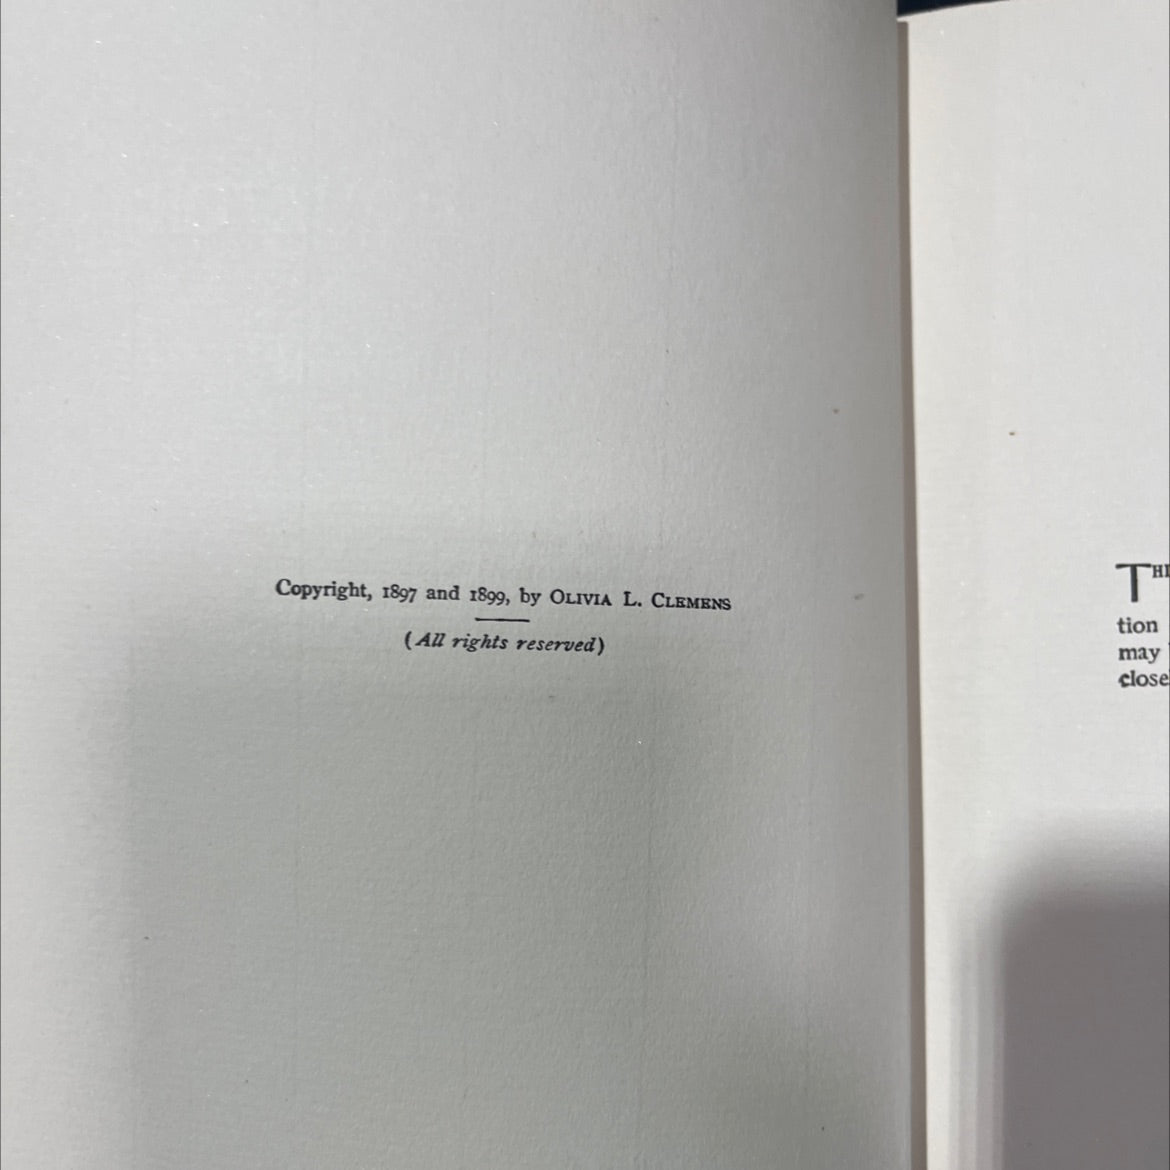 Copyright, 1897 and 1899, by OLIVIA L. CLEMENS
(All rights reserved)
tion
may
close